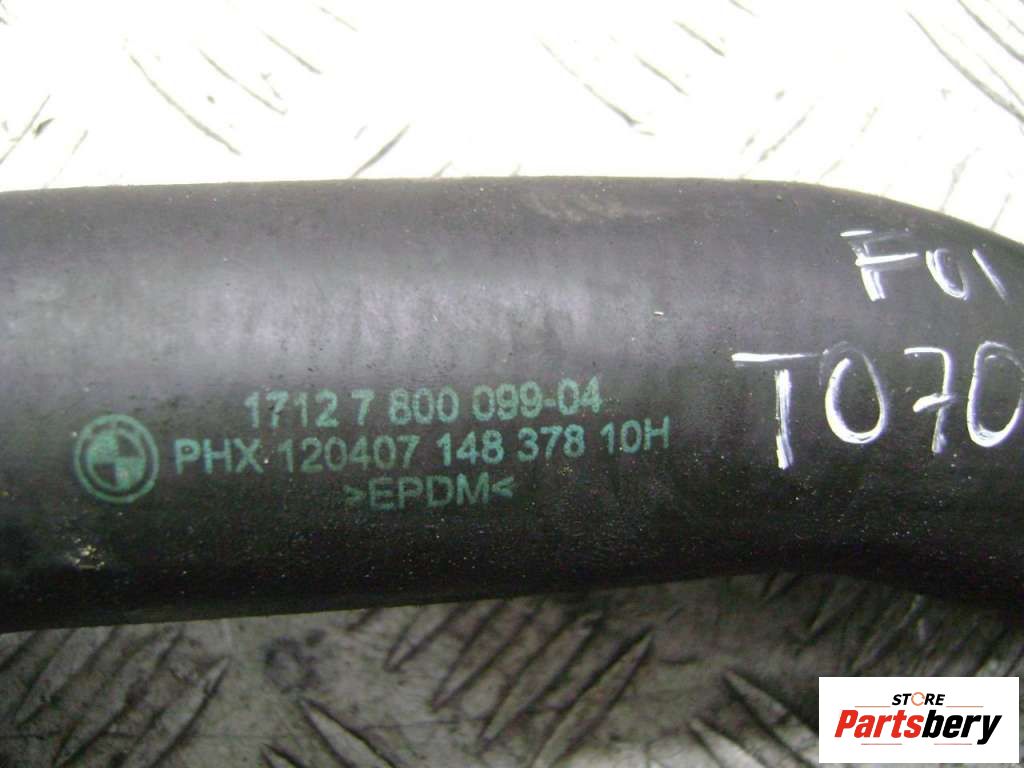 F01
T070
1712 7 800 099-04
PHX 120407 148 378 10H
>EPDM<
STORE
Partsbery